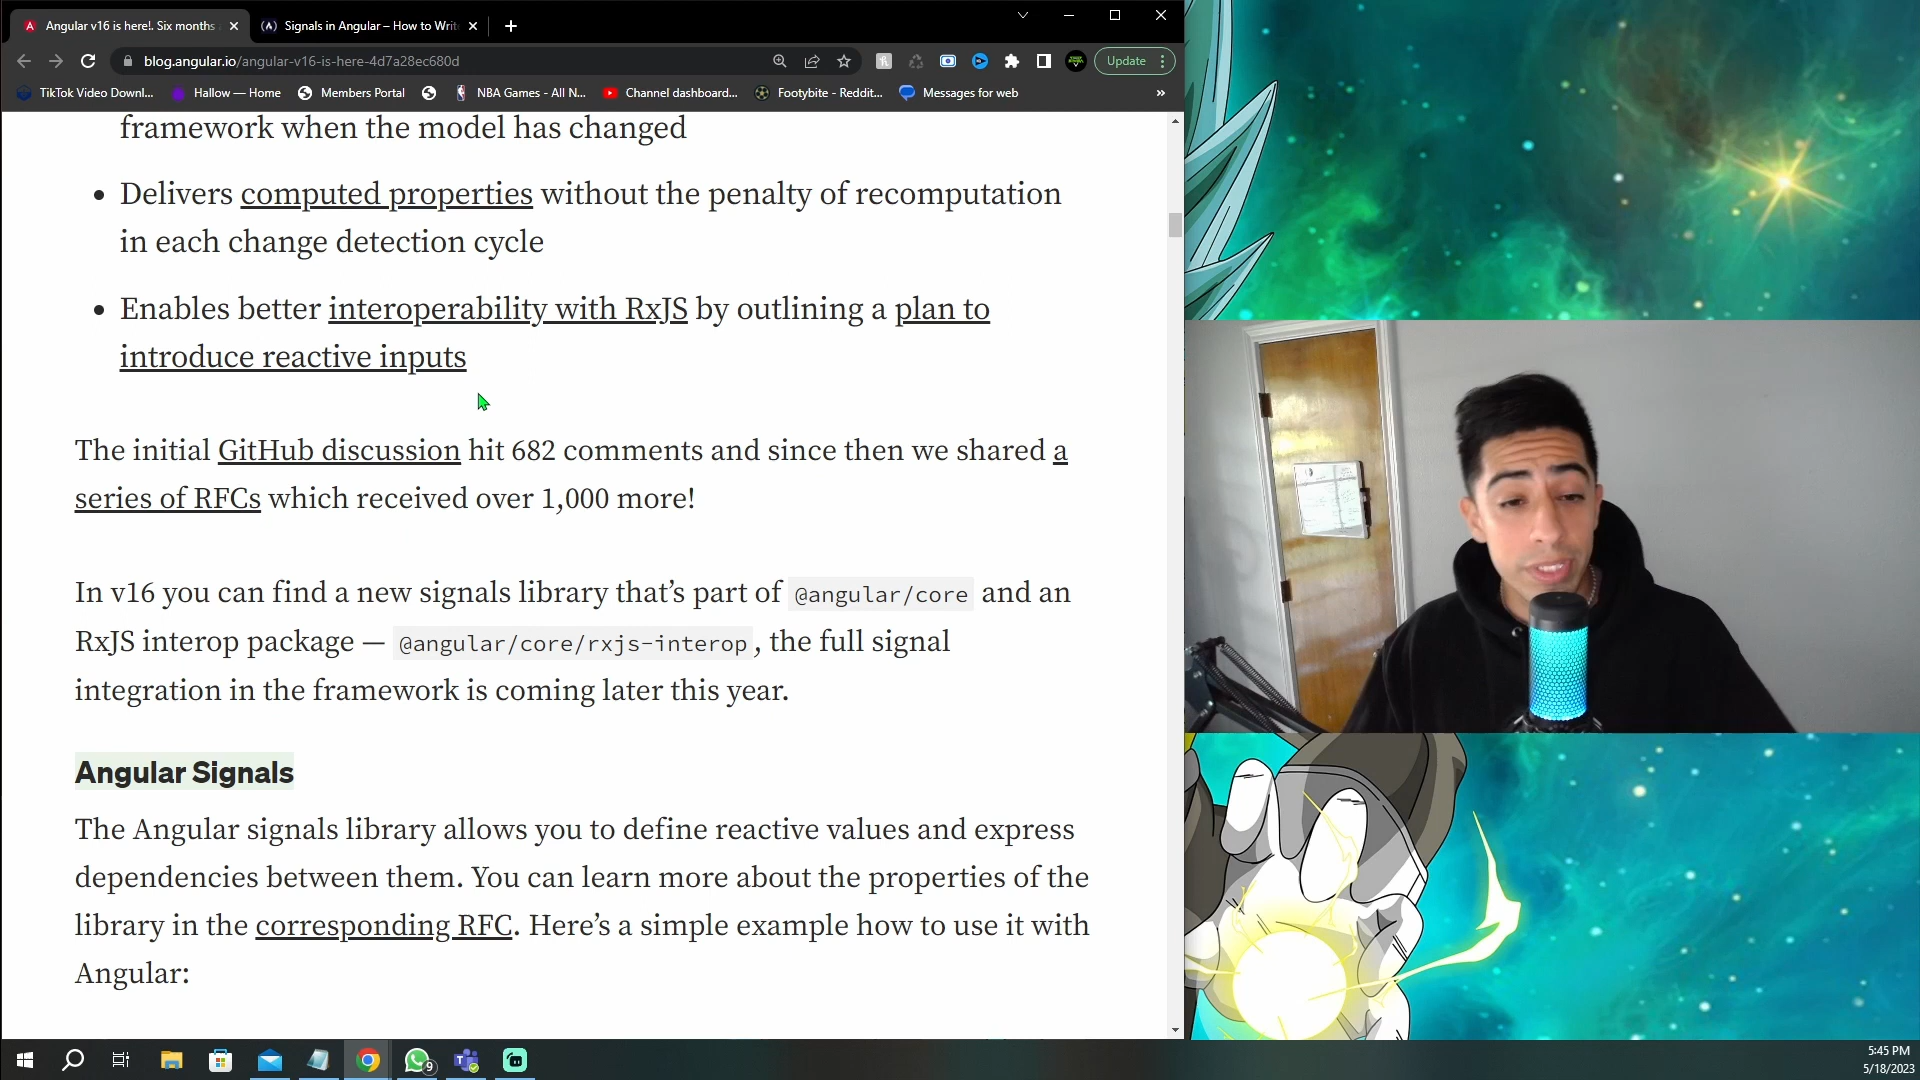 Angular v16 is here!. Six months
Signals in Angular – How to Writ
blog.angular.io/angular-v16-is-here-4d7a28ec680d
Update
TikTok Video Downl...
Hallow — Home
Members Portal
NBA Games - All N...
Channel dashboard...
Footybite - Reddit...
Messages for web
»
framework when the model has changed
• Delivers computed properties without the penalty of recomputation
in each change detection cycle
• Enables better interoperability with RxJS by outlining a plan to
introduce reactive inputs
The initial GitHub discussion hit 682 comments and since then we shared a
series of RFCs which received over 1,000 more!
In v16 you can find a new signals library that’s part of @angular/core and an
RxJS interop package — @angular/core/rxjs-interop, the full signal
integration in the framework is coming later this year.
Angular Signals
The Angular signals library allows you to define reactive values and express
dependencies between them. You can learn more about the properties of the
library in the corresponding RFC. Here’s a simple example how to use it with
Angular:
9
5:45 PM
5/18/2023